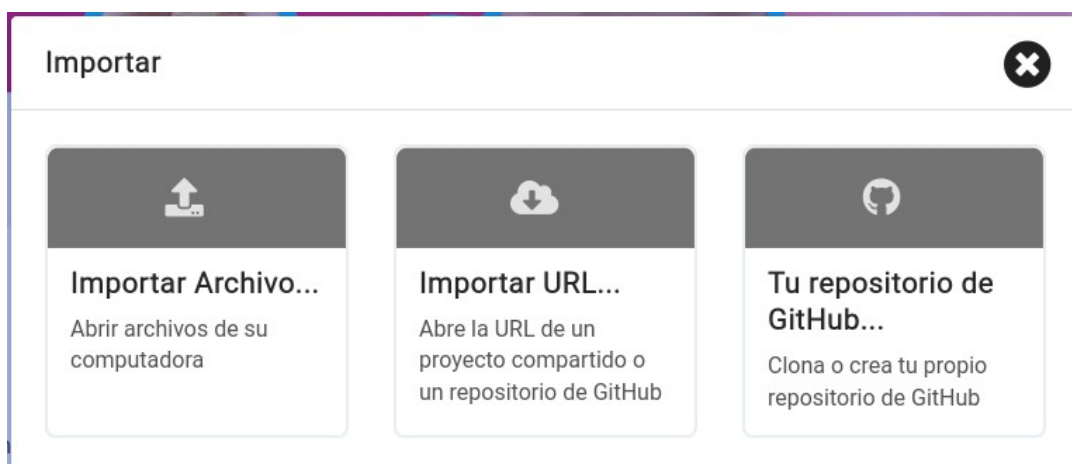 Importar
Importar Archivo...
Abrir archivos de su
computadora
Importar URL...
Abre la URL de un
proyecto compartido o
un repositorio de GitHub
Tu repositorio de
GitHub...
Clona o crea tu propio
repositorio de GitHub